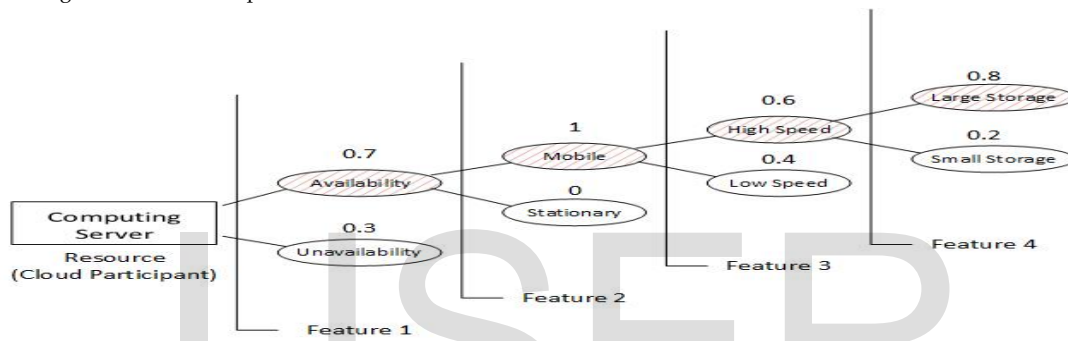 0.8
Large Storage
0.6
High Speed
0.2
Small Storage
1
Mobile
0.4
Low Speed
0.7
Availability
0
Stationary
Computing
Server
0.3
Unavailability
Resource
(Cloud Participant)
Feature 4
Feature 3
Feature 2
Feature 1
IJSER